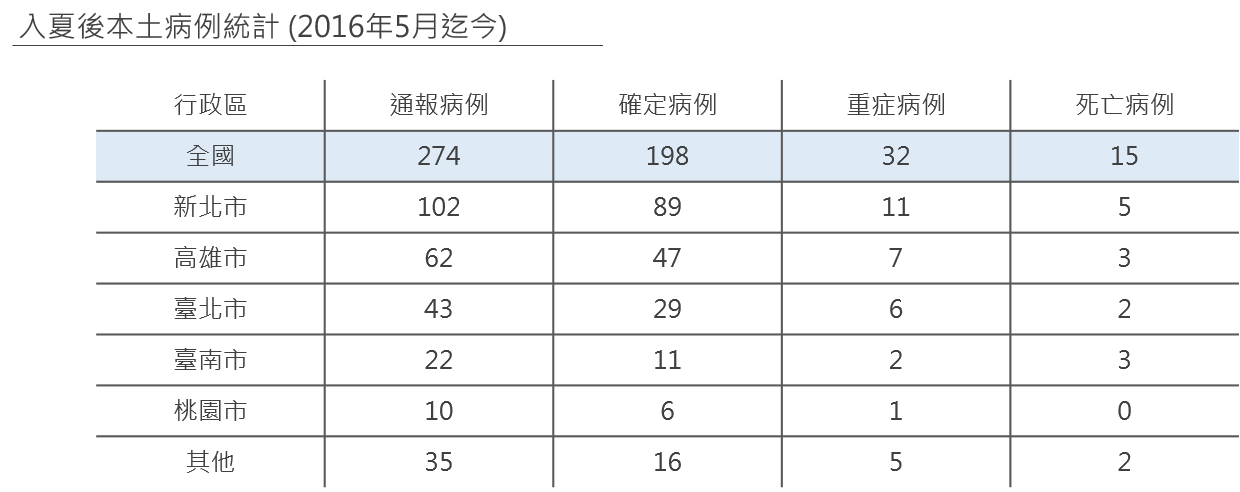 入夏後本土病例統計 (2016年5月迄今)
行政區 通報病例 確定病例 重症病例 死亡病例
全國 274 198 32 15
新北市 102 89 11 5
高雄市 62 47 7 3
臺北市 43 29 6 2
臺南市 22 11 2 3
桃園市 10 6 1 0
其他 35 16 5 2